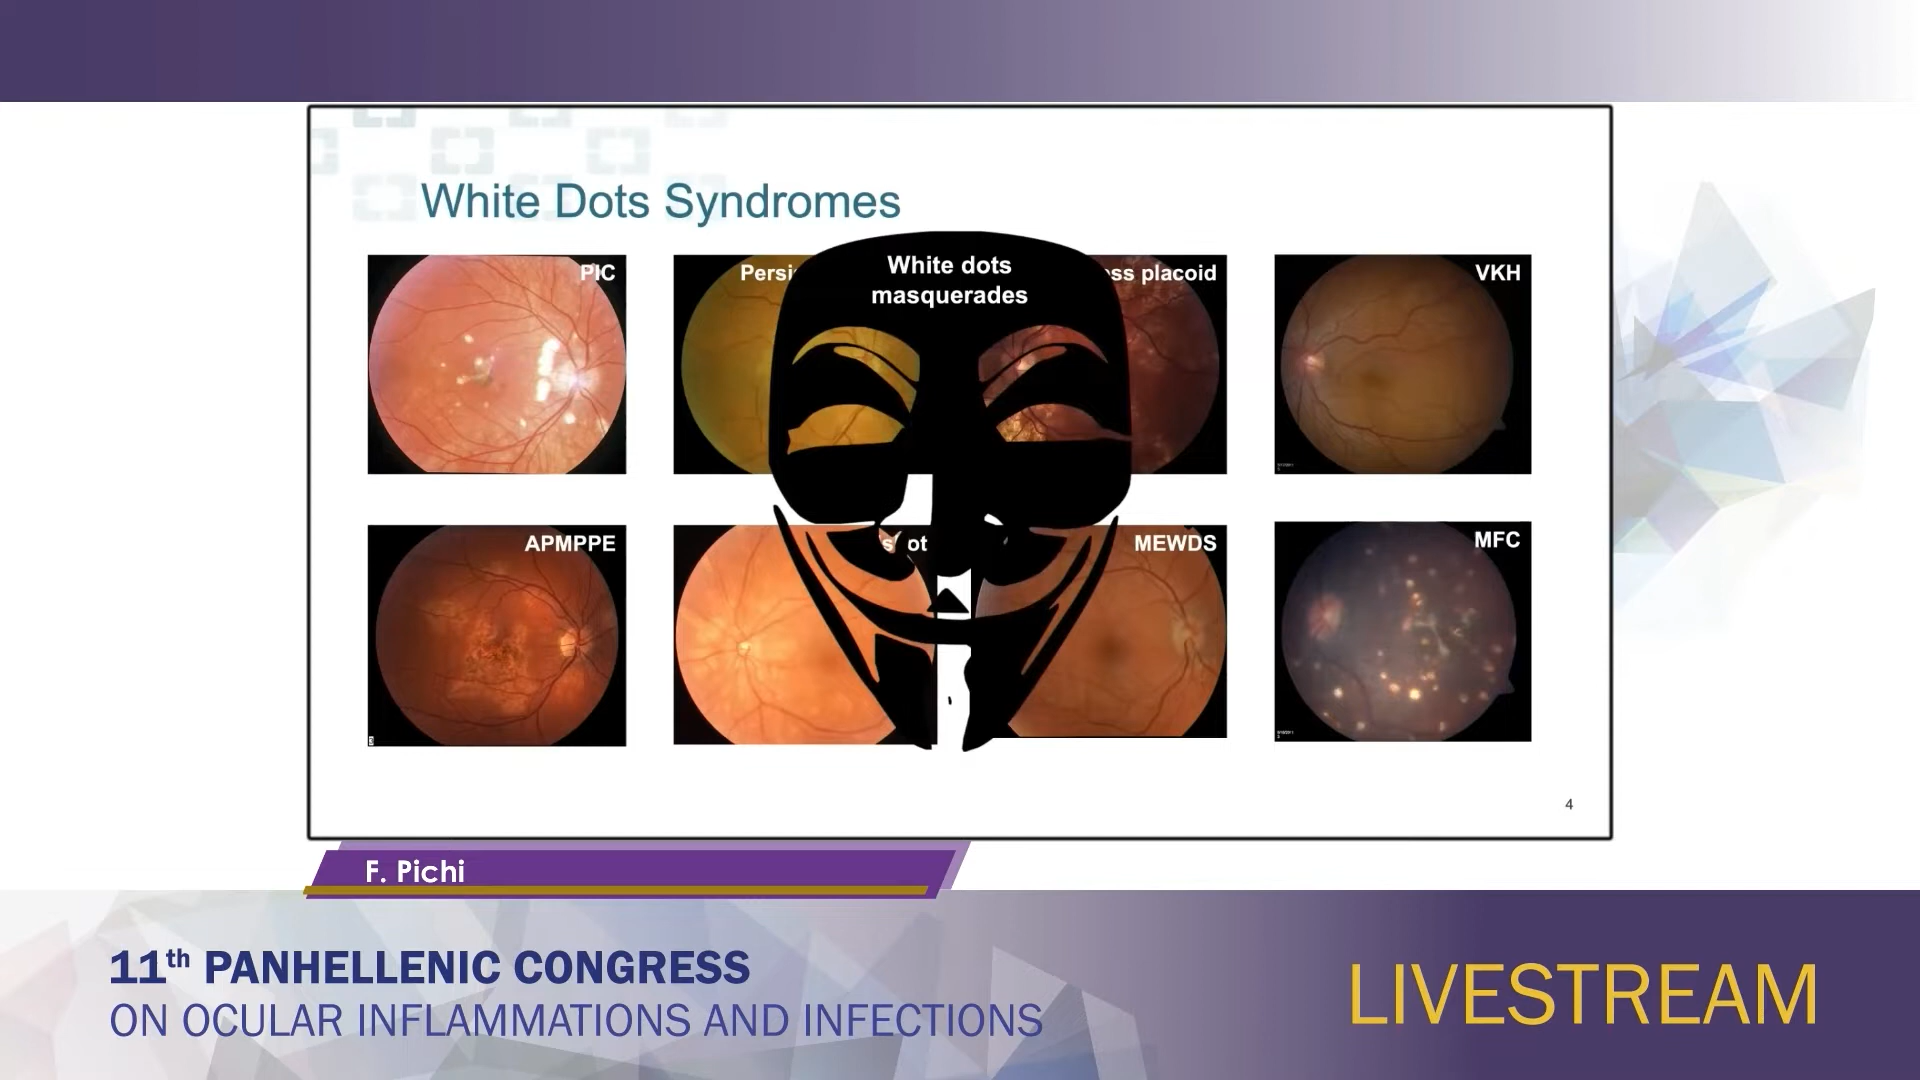 White Dots Syndromes
PIC
White dots
masquerades
placoid
VKH
APMPPE
MEWDS
MFC
4
F. Pichi
11th PANHELLENIC CONGRESS
ON OCULAR INFLAMMATIONS AND INFECTIONS
LIVESTREAM